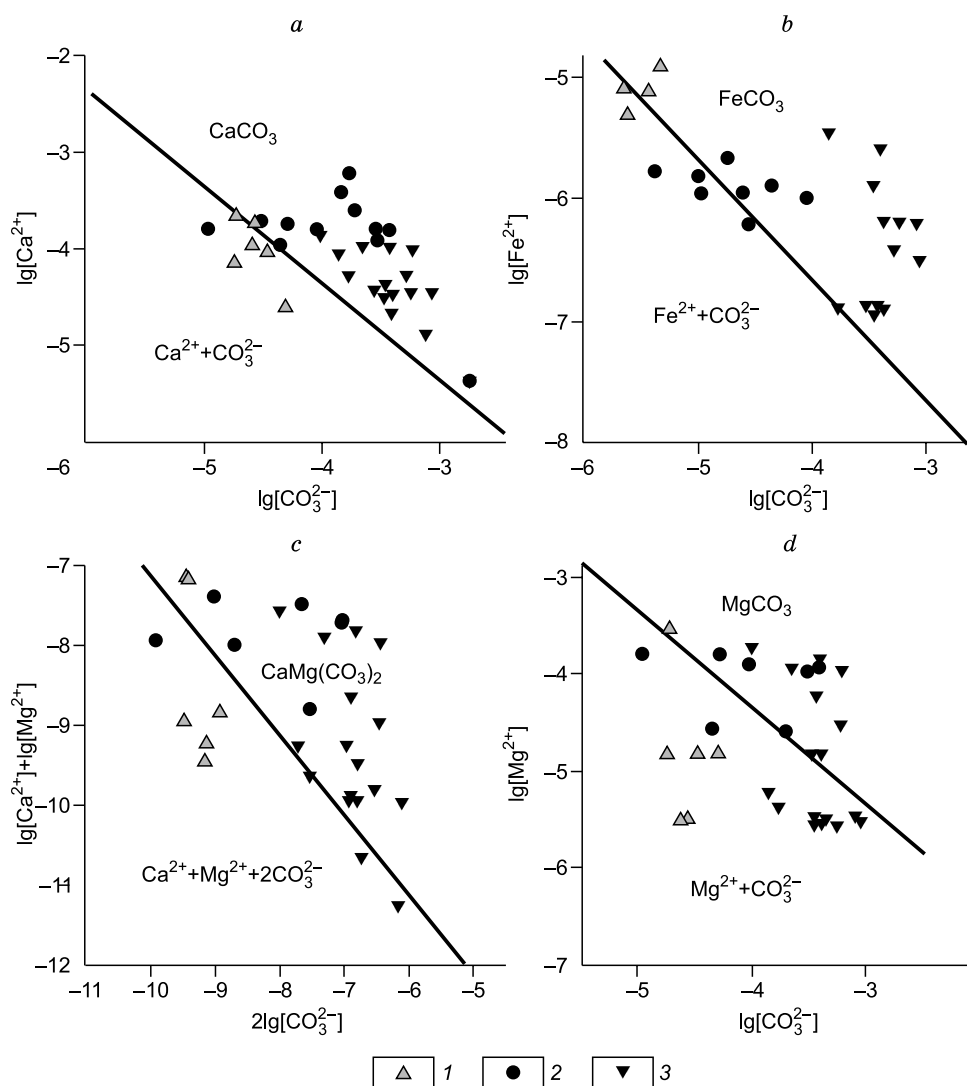 a
b
–2
–3
–4
–5
–6
–5
–4
–3
lg[Ca²⁺]
lg[CO₃²⁻]
CaCO₃
Ca²⁺+CO₃²⁻
–5
–6
–7
–8
–6
–5
–4
–3
lg[Fe²⁺]
lg[CO₃²⁻]
FeCO₃
Fe²⁺+CO₃²⁻
c
d
–7
–8
–9
–10
–11
–12
–11
–10
–9
–8
–7
–6
–5
lg[Ca²⁺]+lg[Mg²⁺]
2lg[CO₃²⁻]
CaMg(CO₃)₂
Ca²⁺+Mg²⁺+2CO₃²⁻
–3
–4
–5
–6
–7
–5
–4
–3
lg[Mg²⁺]
lg[CO₃²⁻]
MgCO₃
Mg²⁺+CO₃²⁻
1
2
3